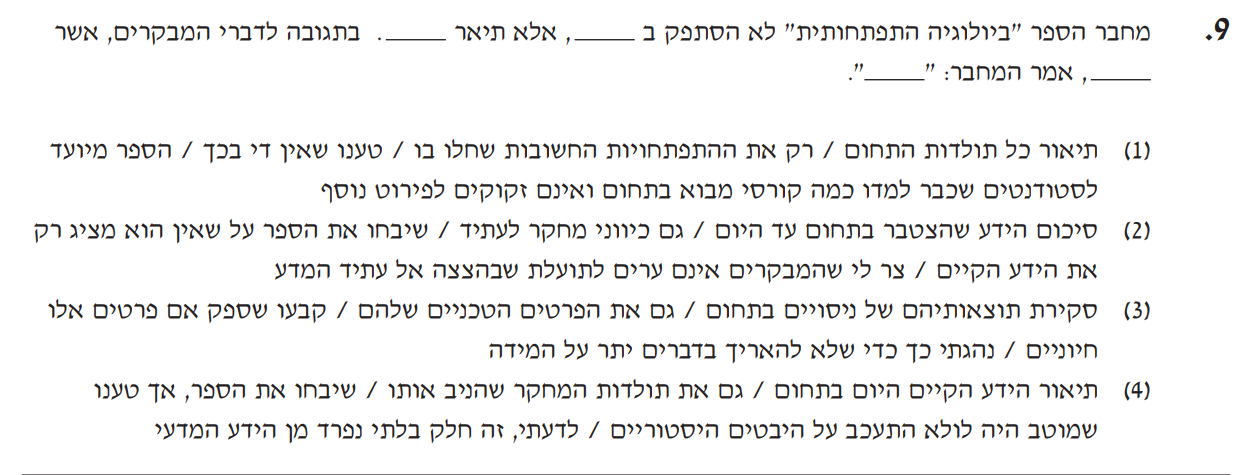 9. מחבר הספר "ביולוגיה התפתחותית" לא הסתפק ב _____, אלא תיאר _____. בתגובה לדברי המבקרים, אשר
_____, אמר המחבר: "_____".
(1) תיאור כל תולדות התחום / רק את ההתפתחויות החשובות שחלו בו / טענו שאין די בכך / הספר מיועד
לסטודנטים שכבר למדו כמה קורסי מבוא בתחום ואינם זקוקים לפירוט נוסף
(2) סיכום הידע שהצטבר בתחום עד היום / גם כיווני מחקר לעתיד / שיבחו את הספר על שאין הוא מציג רק
את הידע הקיים / צר לי שהמבקרים אינם ערים לתועלת שבהצצה אל עתיד המדע
(3) סקירת תוצאותיהם של ניסויים בתחום / גם את הפרטים הטכניים שלהם / קבעו שספק אם פרטים אלו
חיוניים / נהגתי כך כדי שלא להאריך בדברים יתר על המידה
(4) תיאור הידע הקיים היום בתחום / גם את תולדות המחקר שהניב אותו / שיבחו את הספר, אך טענו
שמוטב היה לולא התעכב על היבטים היסטוריים / לדעתי, זה חלק בלתי נפרד מן הידע המדעי